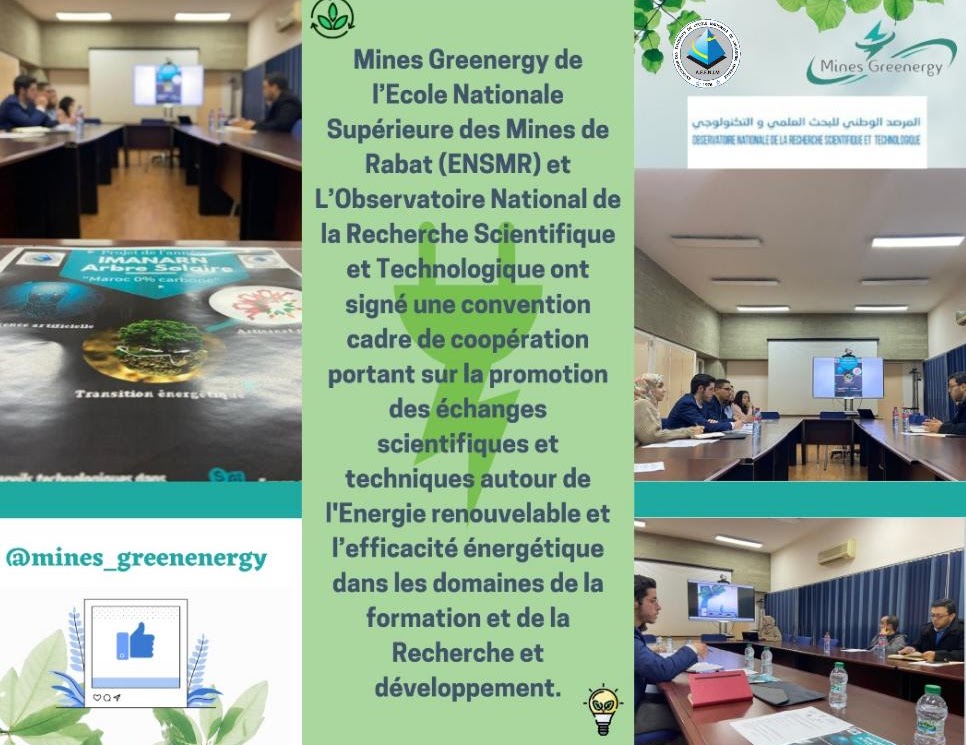 Mines Greenergy de
l’Ecole Nationale
Supérieure des Mines de
Rabat (ENSMR) et
L’Observatoire National de
la Recherche Scientifique
et Technologique ont
signé une convention
cadre de coopération
portant sur la promotion
des échanges
scientifiques et
techniques autour de
l'Energie renouvelable et
l’efficacité énergétique
dans les domaines de la
formation et de la
Recherche et
développement.
Mines Greenergy
المرصد الوطني للبحث العلمي و التكنولوجي
OBSERVATOIRE NATIONALE DE LA RECHERCHE SCIENTIFIQUE ET TECHNOLOGIQUE
Projet de l'année
IMANARN
Arbre Solaire
"Maroc 0% carbone"
artificielle
Artisanat
Transition énergétique
technologiques dans
@mines_greenenergy